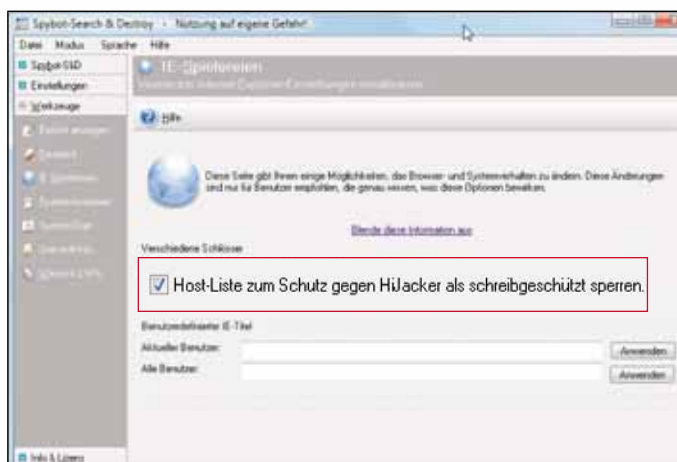 Spybot-Search & Destroy - Nutzung auf eigene Gefahr!
Datei Modus Sprache Hilfe
Spybot-S&D
Einstellungen
Werkzeuge
IE-Spielereien
Hilfe
Diese Seite gibt Ihnen einige Möglichkeiten, das Browser- und Systemverhalten zu ändern. Diese Änderungen
sind nur für Benutzer empfohlen, die genau wissen, was diese Optionen bewirken.
Blende diese Information aus
Verschiedene Schlösser
Host-Liste zum Schutz gegen HiJacker als schreibgeschützt sperren.
Benutzerdefinierter IE-Titel
Aktueller Benutzer:
Anwenden
Alle Benutzer:
Anwenden
Info & Lizenz